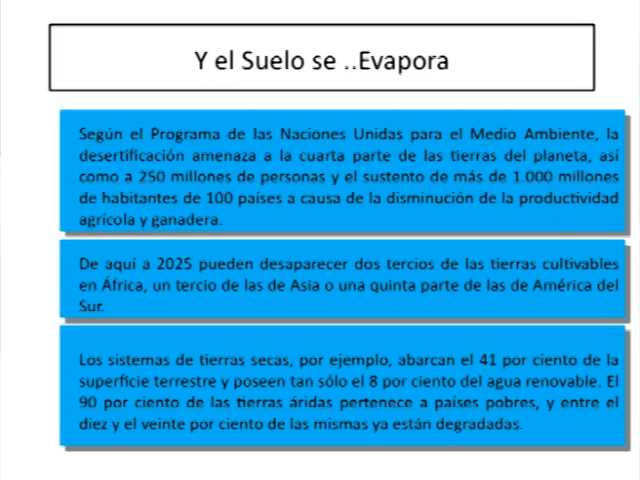 Y el Suelo se ..Evapora
Según el Programa de las Naciones Unidas para el Medio Ambiente, la
desertificación amenaza a la cuarta parte de las tierras del planeta, así
como a 250 millones de personas y el sustento de más de 1.000 millones
de habitantes de 100 países a causa de la disminución de la productividad
agrícola y ganadera.
De aquí a 2025 pueden desaparecer dos tercios de las tierras cultivables
en África, un tercio de las de Asia o una quinta parte de las de América del
Sur.
Los sistemas de tierras secas, por ejemplo, abarcan el 41 por ciento de la
superficie terrestre y poseen tan sólo el 8 por ciento del agua renovable. El
90 por ciento de las tierras áridas pertenece a países pobres, y entre el
diez y el veinte por ciento de las mismas ya están degradadas.